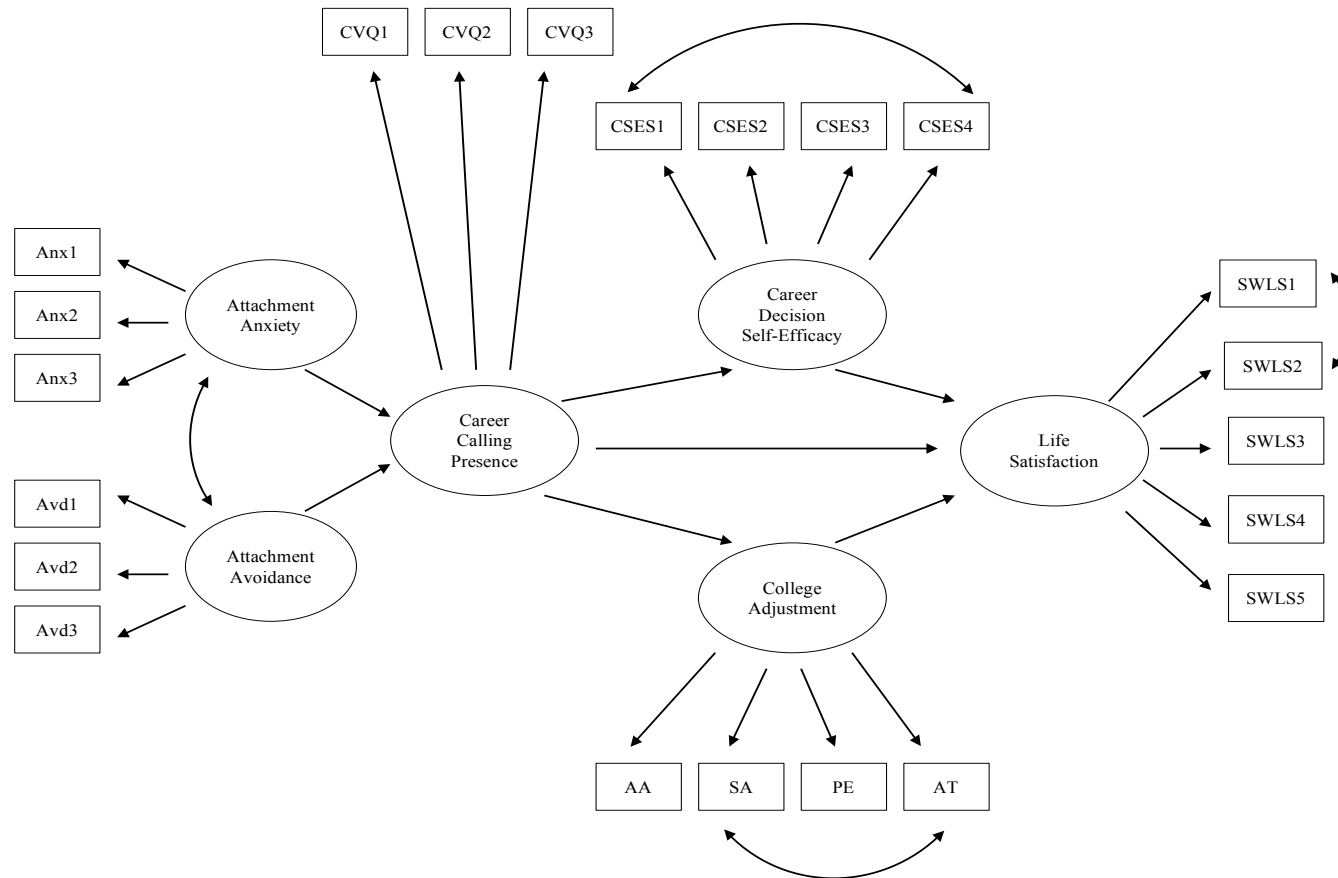 CVQ1
CVQ2
CVQ3
CSES1
CSES2
CSES3
CSES4
Anx1
Anx2
Anx3
Attachment
Anxiety
Career
Decision
Self-Efficacy
SWLS1
SWLS2
SWLS3
SWLS4
SWLS5
Career
Calling
Presence
Life
Satisfaction
Avd1
Avd2
Avd3
Attachment
Avoidance
College
Adjustment
AA
SA
PE
AT